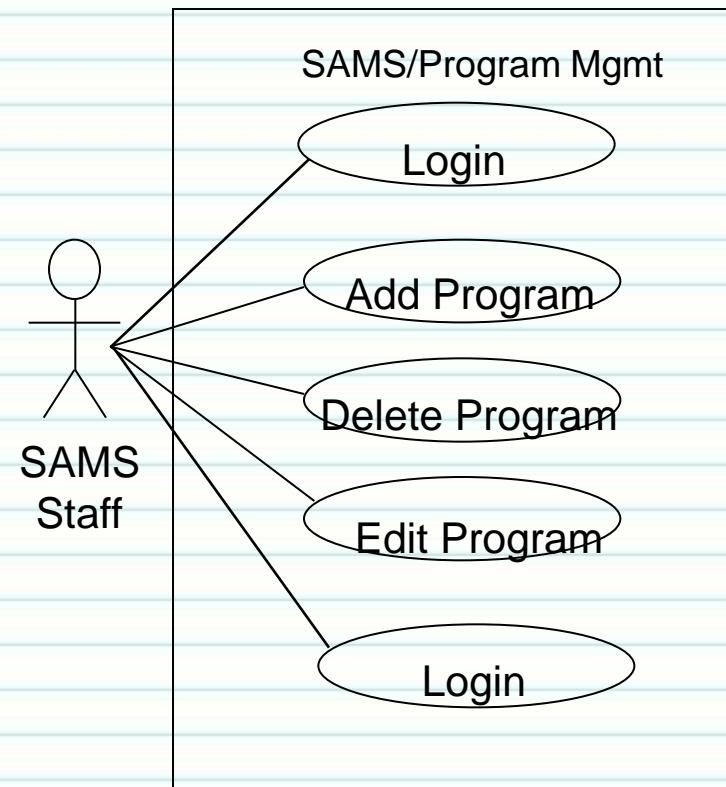 SAMS/Program Mgmt
Login
Add Program
Delete Program
SAMS
Staff
Edit Program
Login